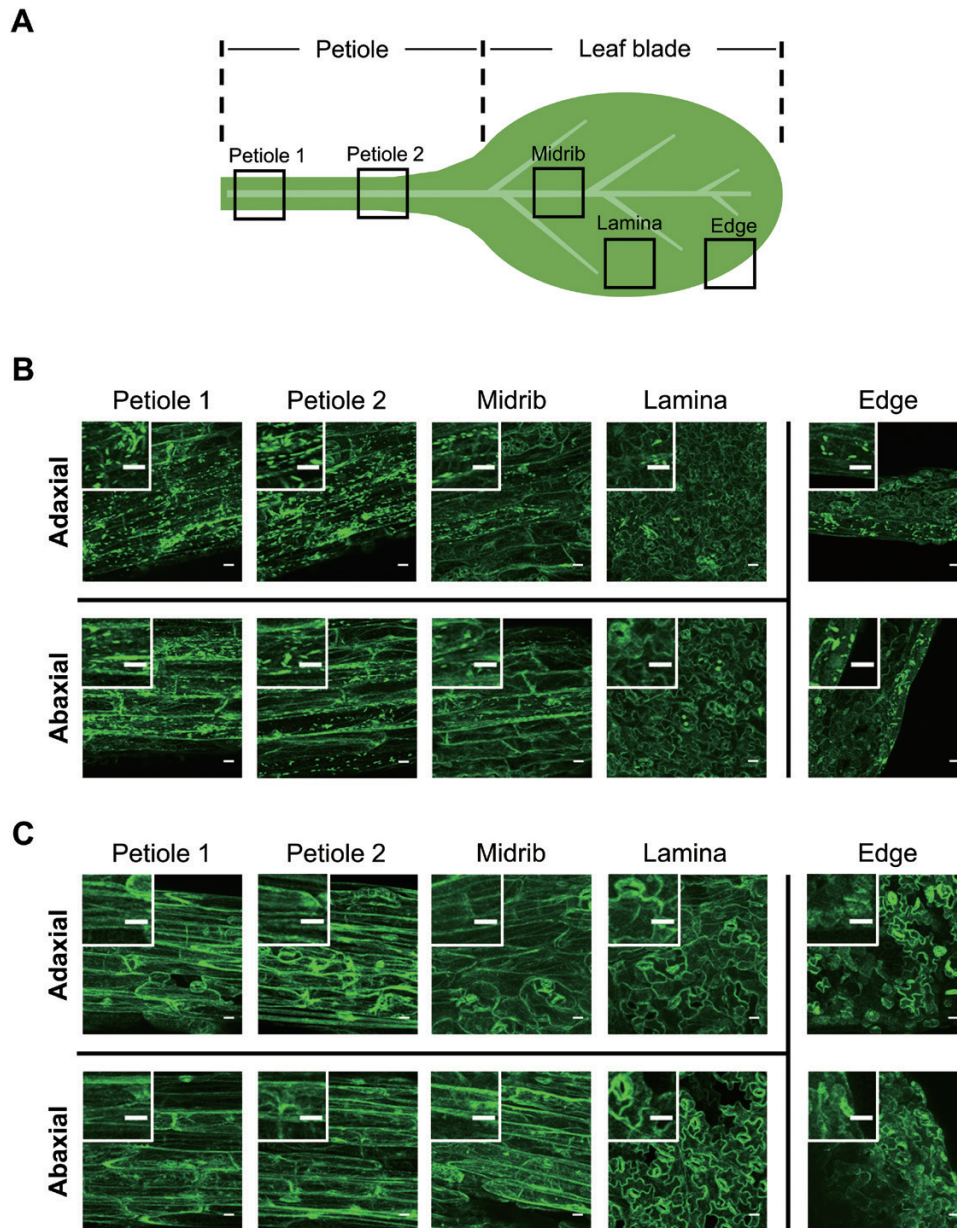 A
Petiole Leaf blade
Petiole 1 Petiole 2 Midrib
Lamina Edge
B
Petiole 1 Petiole 2 Midrib Lamina Edge
Adaxial
Abaxial
C
Petiole 1 Petiole 2 Midrib Lamina Edge
Adaxial
Abaxial